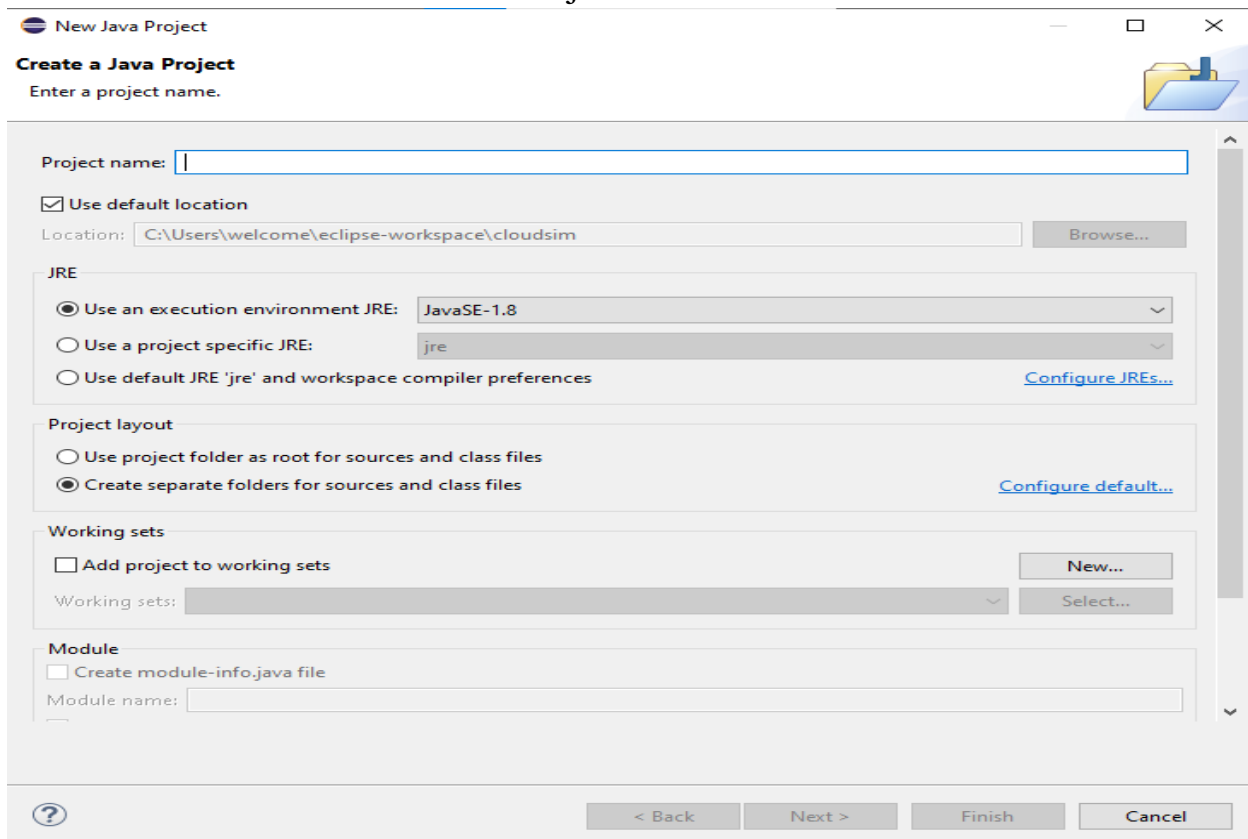 New Java Project
Create a Java Project
Enter a project name.
Project name:
Use default location
Location: C:\Users\welcome\eclipse-workspace\cloudsim Browse...
JRE
Use an execution environment JRE: JavaSE-1.8
Use a project specific JRE: jre
Use default JRE 'jre' and workspace compiler preferences Configure JREs...
Project layout
Use project folder as root for sources and class files
Create separate folders for sources and class files Configure default...
Working sets
Add project to working sets New...
Working sets: Select...
Module
Create module-info.java file
Module name:
? < Back Next > Finish Cancel